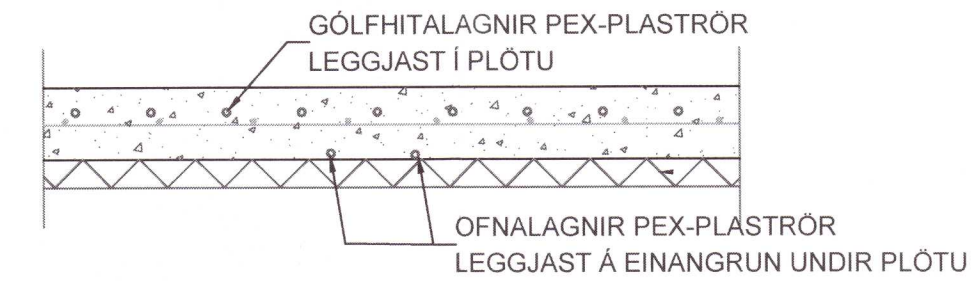 GÓLFHITALAGNIR PEX-PLASTRÖR
LEGGJAST Í PLÖTU
OFNALAGNIR PEX-PLASTRÖR
LEGGJAST Á EINANGRUN UNDIR PLÖTU